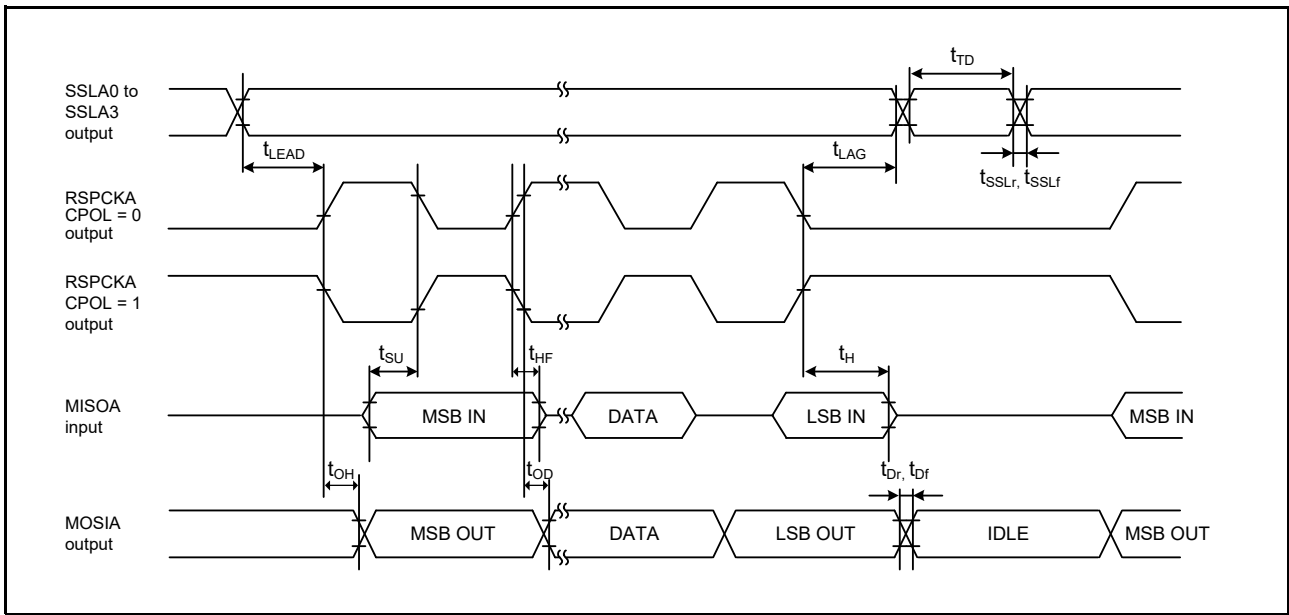 t_TD
SSLA0 to
SSLA3
output
t_LEAD
t_LAG
t_SSLr, t_SSLf
RSPCKA
CPOL = 0
output
RSPCKA
CPOL = 1
output
t_SU
t_HF
t_H
MISOA
input
MSB IN
DATA
LSB IN
MSB IN
t_OH
t_OD
t_Dr, t_Df
MOSIA
output
MSB OUT
DATA
LSB OUT
IDLE
MSB OUT